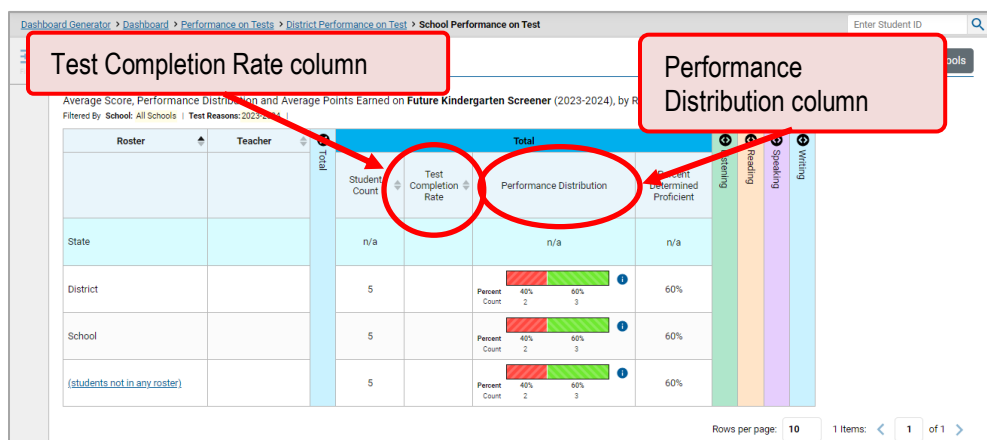 Dashboard Generator > Dashboard > Performance on Tests > District Performance on Test > School Performance on Test
Enter Student ID
Test Completion Rate column
Performance
Distribution column
ools
Average Score, Performance Distribution and Average Points Earned on Future Kindergarten Screener (2023-2024), by R
Filtered By School: All Schools | Test Reasons: 2023-2024 |
Roster Teacher Total Total Listening Reading Speaking Writing
Student Count Test Completion Rate Performance Distribution Percent Determined Proficient
State n/a n/a n/a
District 5 Percent 40% 60% 60%
Count 2 3
School 5 Percent 40% 60% 60%
Count 2 3
(students not in any roster) 5 Percent 40% 60% 60%
Count 2 3
Rows per page: 10 1 Items: < 1 of 1 >